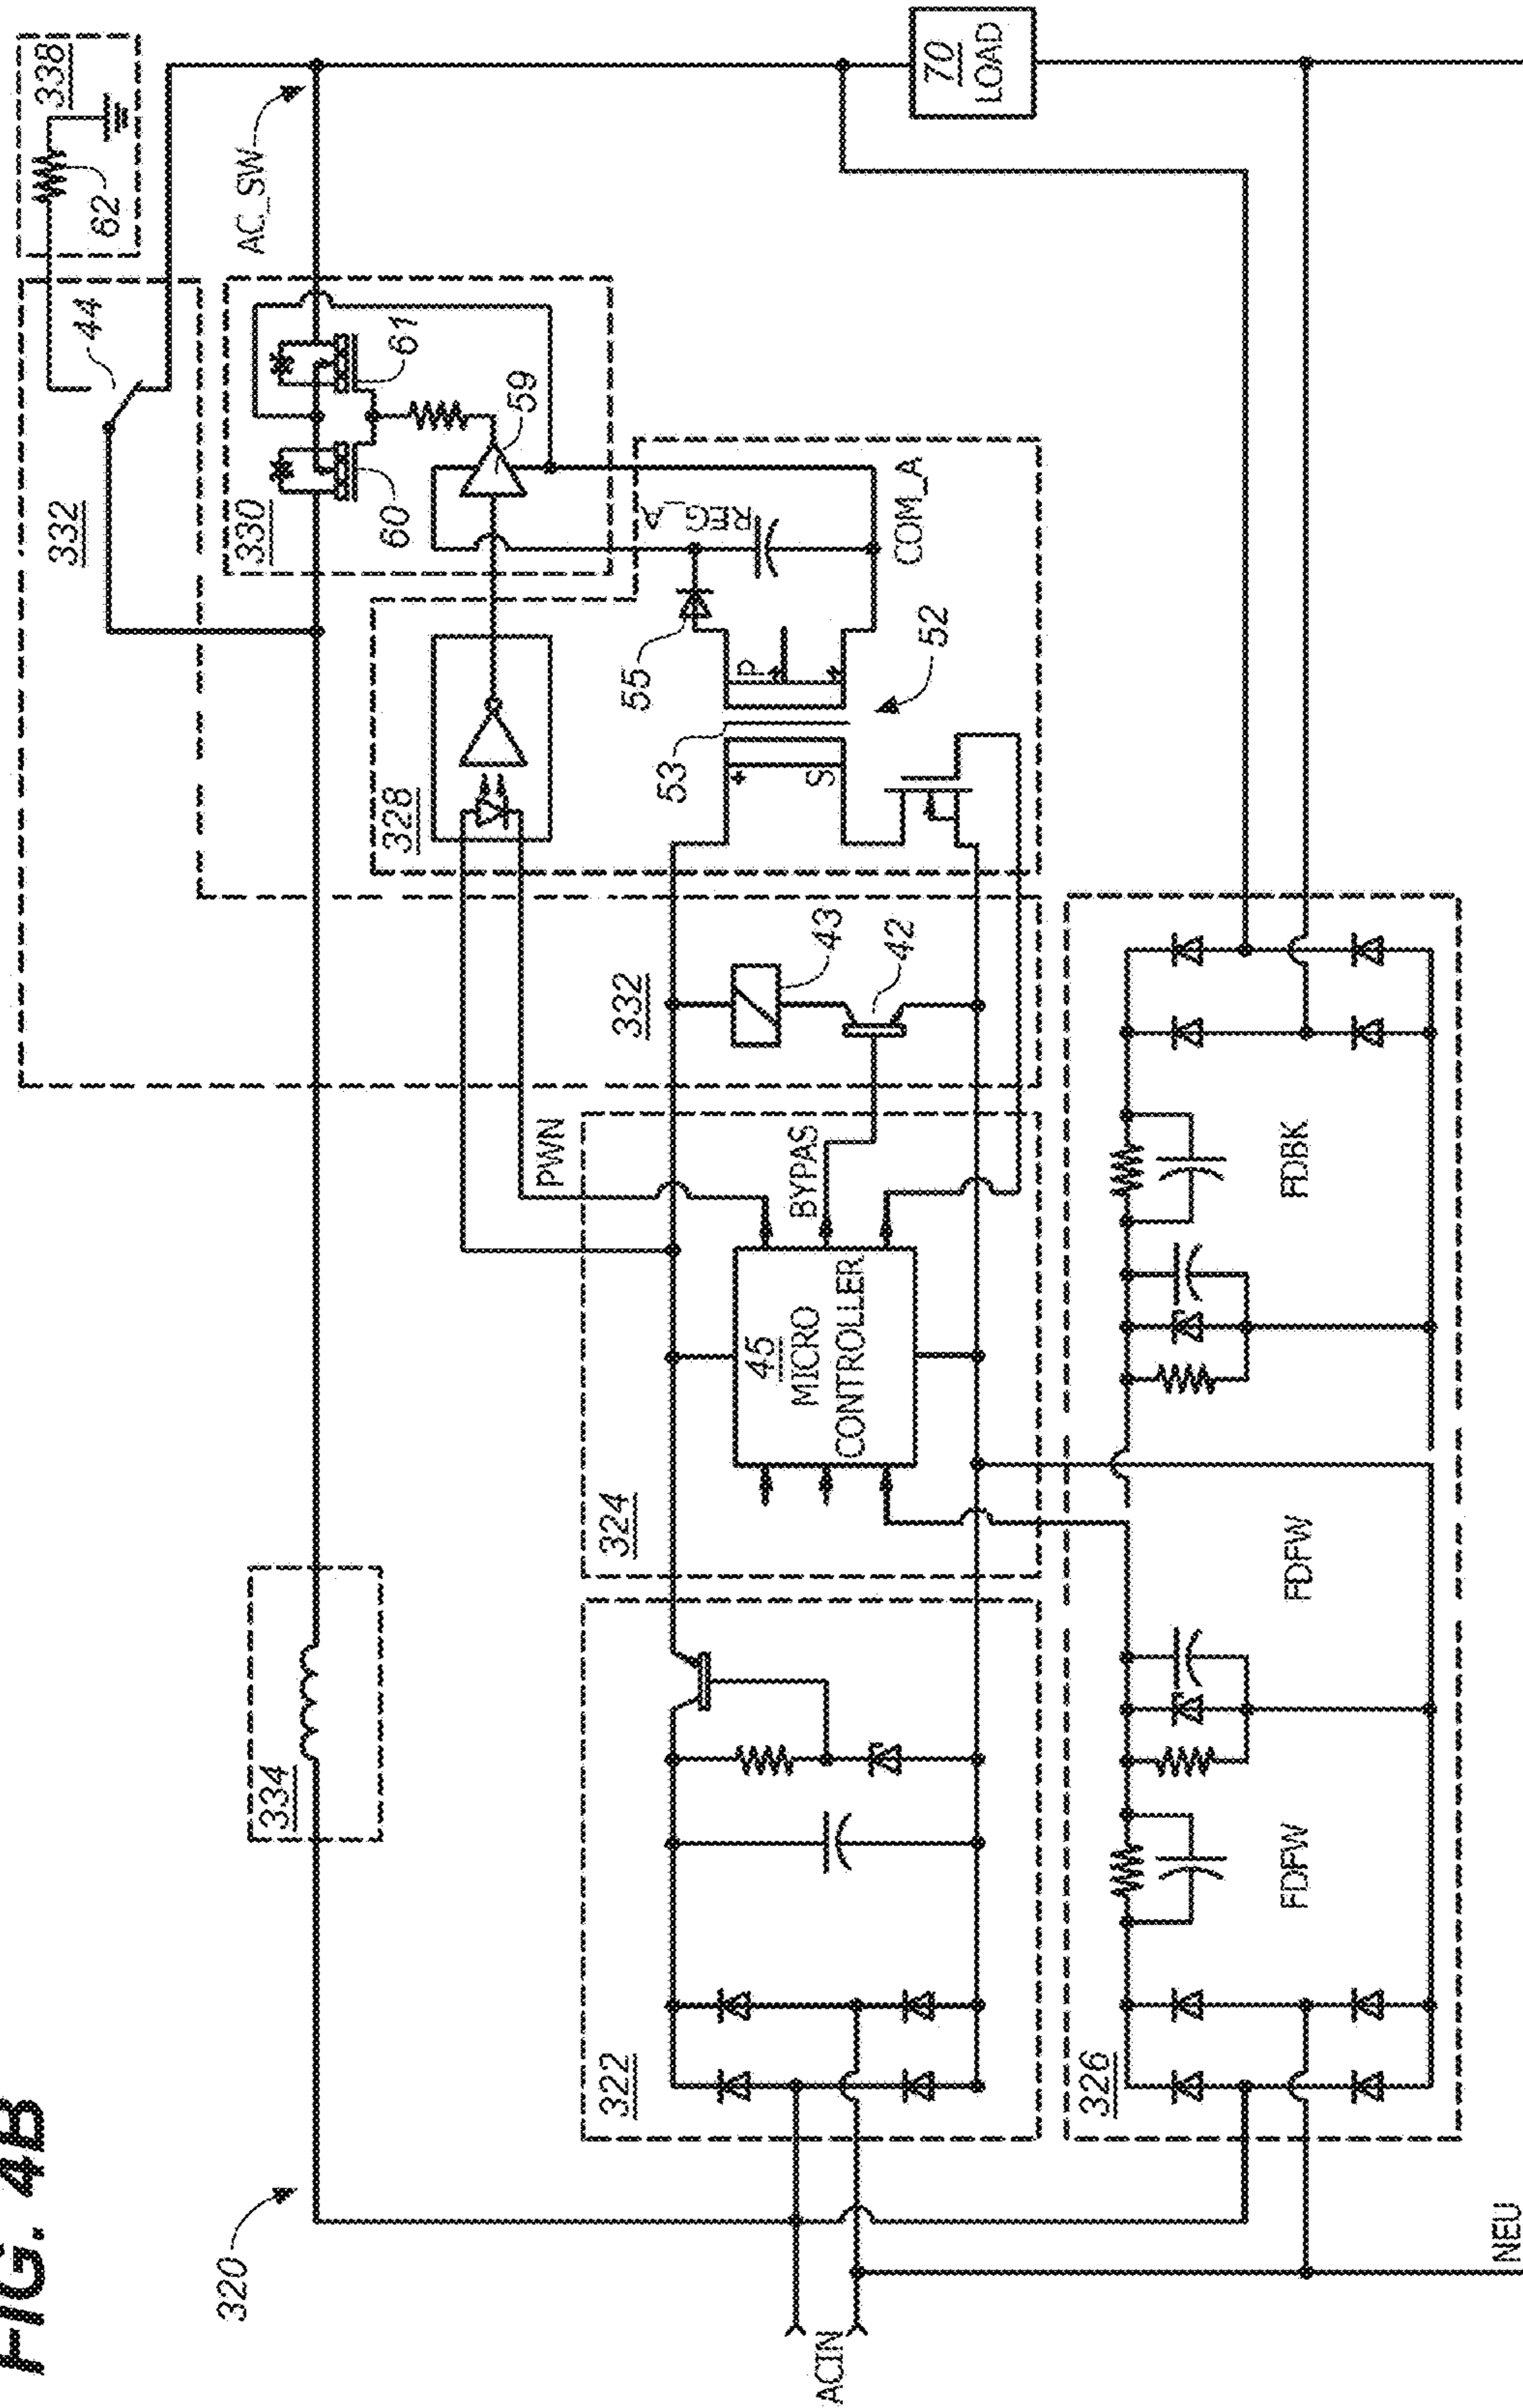 FIG. 4B
320
334
332
44
338
62
AC_SW
330
60
61
59
328
PWN
REG_A
COM_A
55
53
P
S
52
332
43
42
BYPAS
324
45
MICRO
CONTROLLER
322
326
FDFW
FDFW
FDBK
70
LOAD
ACIN
NEU